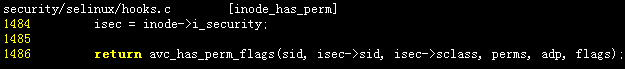 security/selinux/hooks.c [inode_has_perm]
1484 isec = inode->i_security;
1485
1486 return avc_has_perm_flags(sid, isec->sid, isec->sclass, perms, adp, flags);